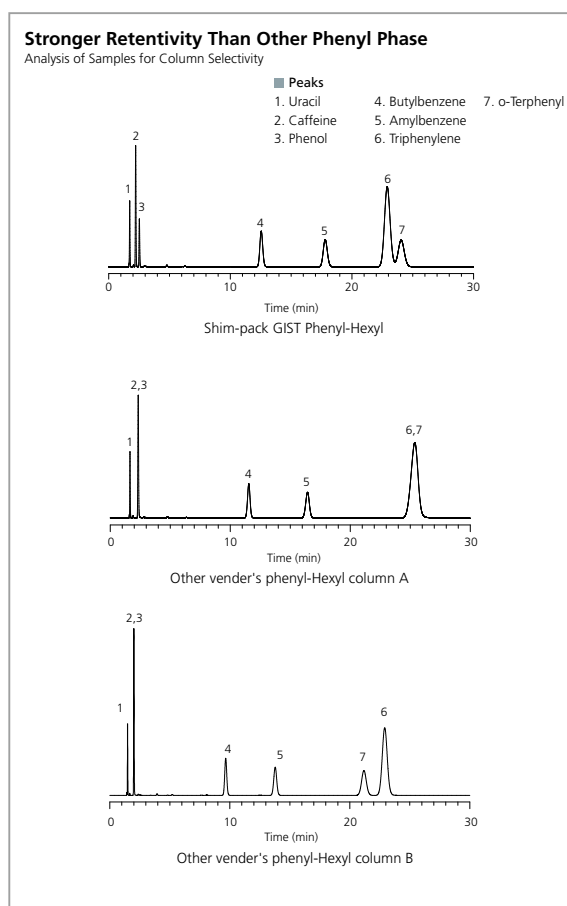 Stronger Retentivity Than Other Phenyl Phase
Analysis of Samples for Column Selectivity
Peaks
1. Uracil 4. Butylbenzene 7. o-Terphenyl
2. Caffeine 5. Amylbenzene
3. Phenol 6. Triphenylene
2
1
3
4
5
6
7
0 10 20 30
Time (min)
Shim-pack GIST Phenyl-Hexyl
2,3
1
4
5
6,7
0 10 20 30
Time (min)
Other vender's phenyl-Hexyl column A
2,3
1
4
5
7
6
0 10 20 30
Time (min)
Other vender's phenyl-Hexyl column B